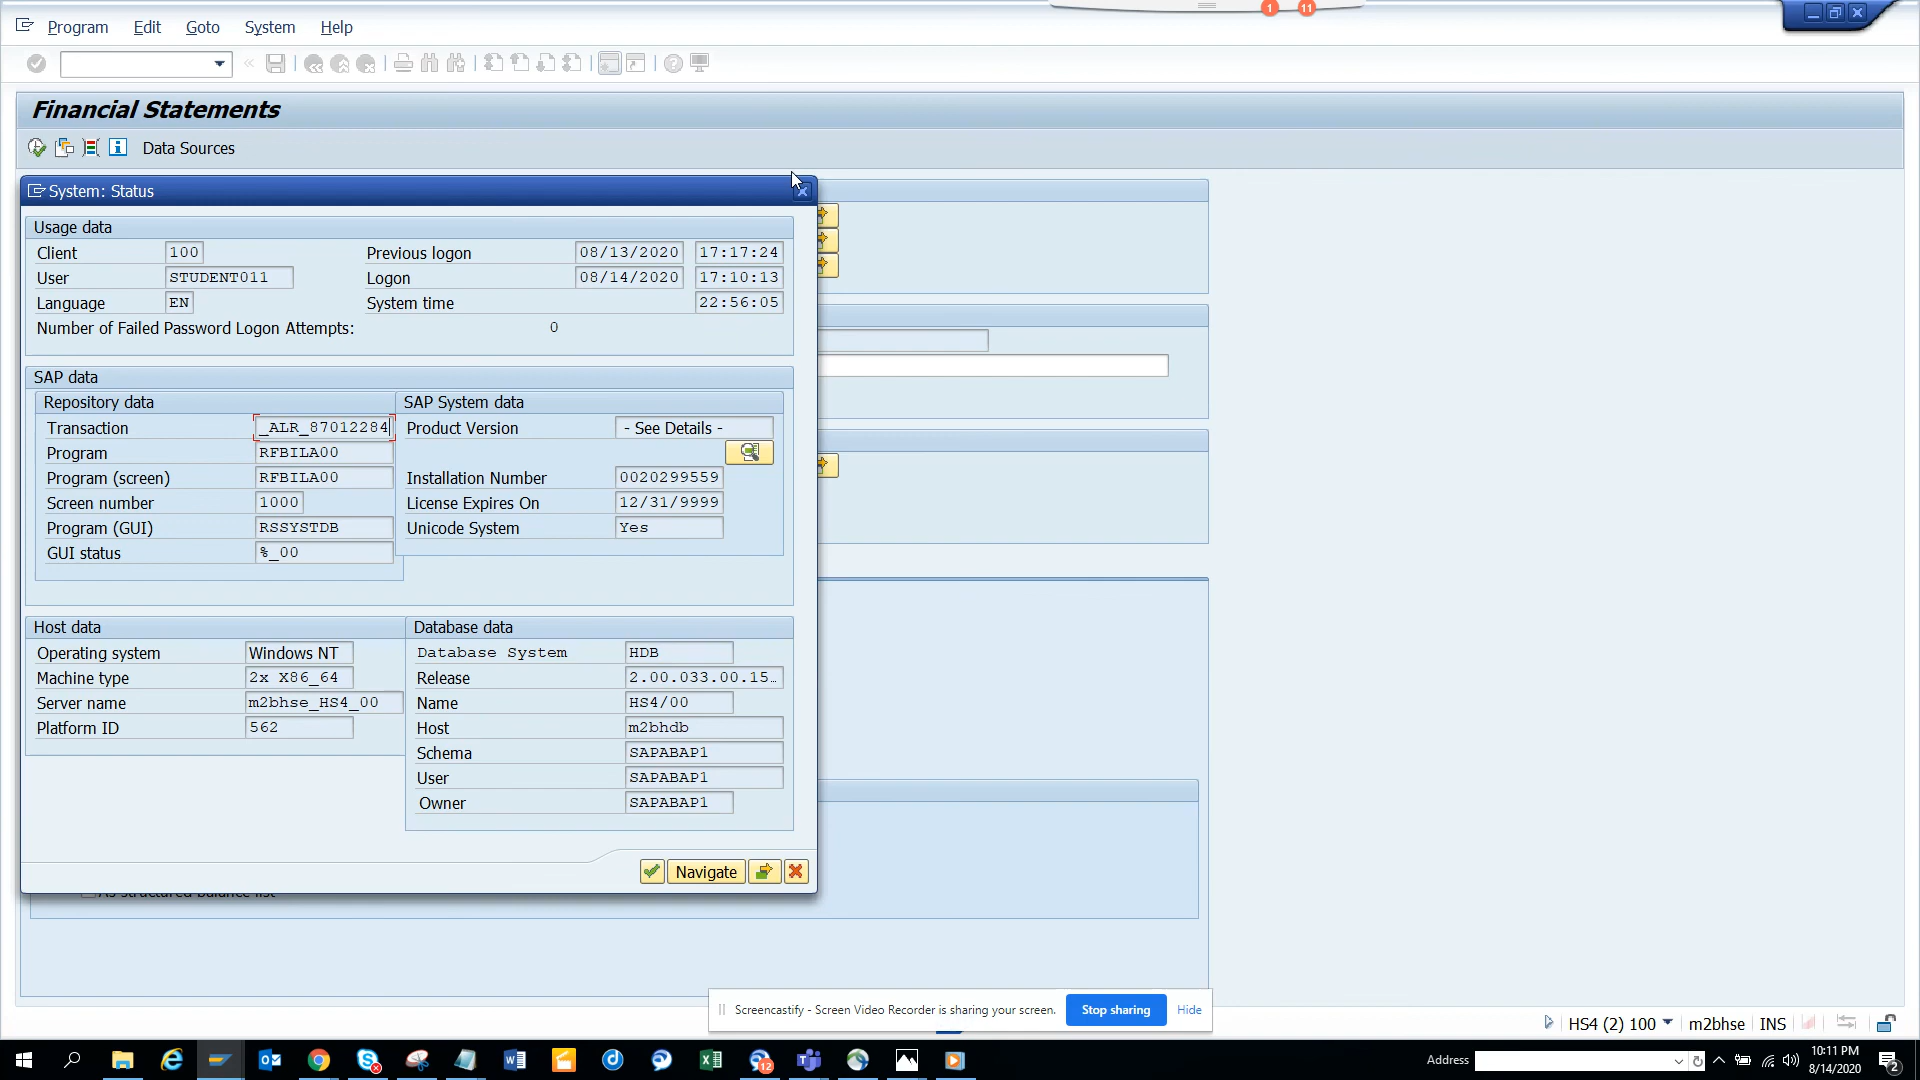 1 11
Program Edit Goto System Help
Financial Statements
Data Sources
System: Status
Usage data
Client 100 Previous logon 08/13/2020 17:17:24
User STUDENT011 Logon 08/14/2020 17:10:13
Language EN System time 22:56:05
Number of Failed Password Logon Attempts: 0
SAP data
Repository data SAP System data
Transaction _ALR_87012284 Product Version - See Details -
Program RFBILA00
Program (screen) RFBILA00 Installation Number 0020299559
Screen number 1000 License Expires On 12/31/9999
Program (GUI) RSSYSTDB Unicode System Yes
GUI status %_00
Host data Database data
Operating system Windows NT Database System HDB
Machine type 2x X86_64 Release 2.00.033.00.15…
Server name m2bhse_HS4_00 Name HS4/00
Platform ID 562 Host m2bhdb
Schema SAPABAP1
User SAPABAP1
Owner SAPABAP1
Navigate
Screencastify - Screen Video Recorder is sharing your screen. Stop sharing Hide
HS4 (2) 100 m2bhse INS
12 Address 10:11 PM
8/14/2020 2